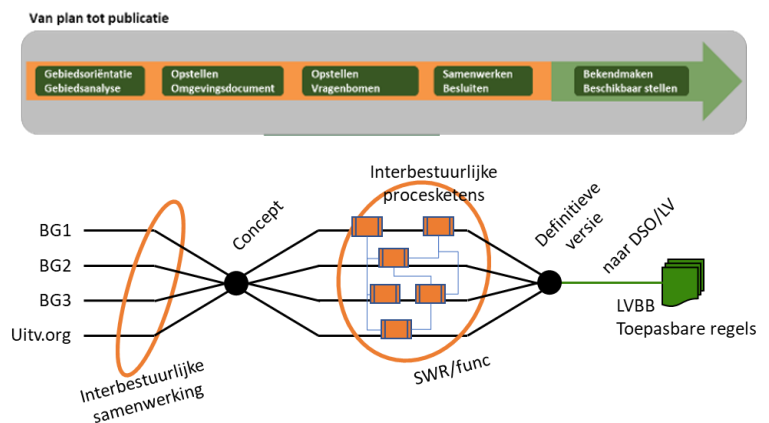 Van plan tot publicatie
Gebiedsoriëntatie
Gebiedsanalyse
Opstellen
Omgevingsdocument
Opstellen
Vragenbomen
Samenwerken
Besluiten
Bekendmaken
Beschikbaar stellen
Interbestuurlijke
procesketens
BG1
BG2
BG3
Uitv.org
Concept
Definitieve
versie
naar DSO/LV
LVBB
Toepasbare regels
Interbestuurlijke
samenwerking
SWR/func